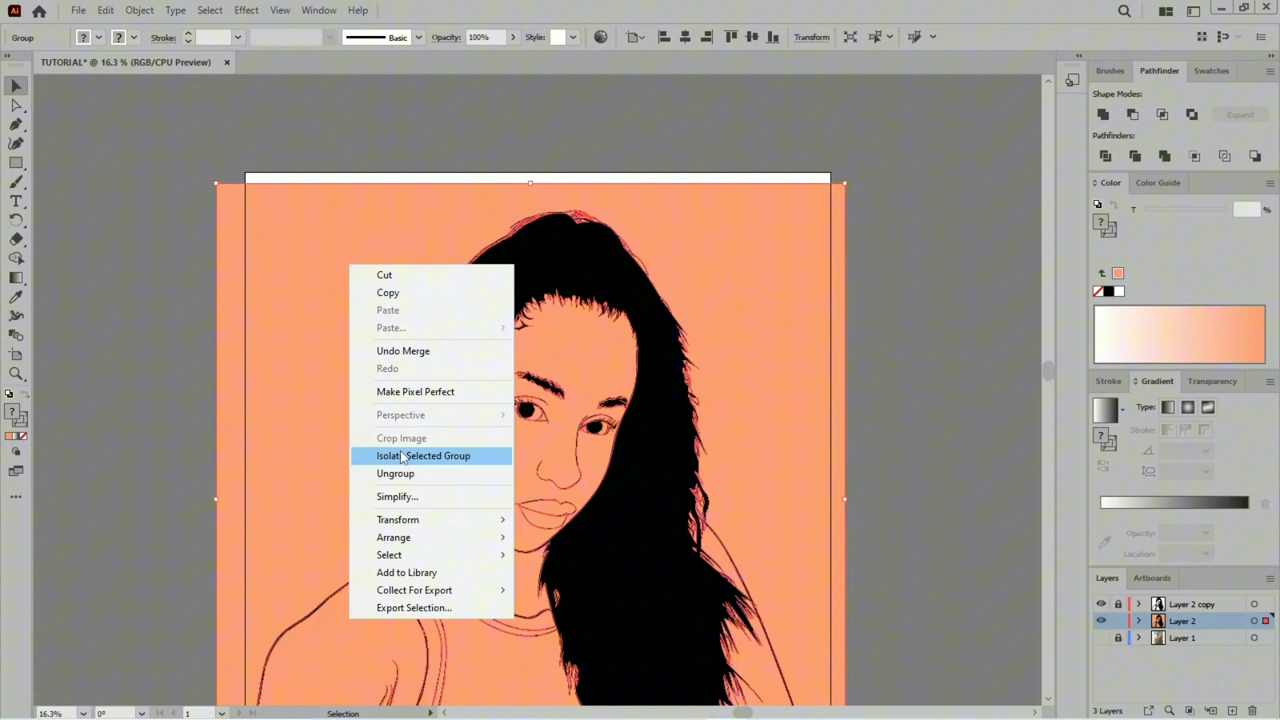 Ai File Edit Object Type Select Effect View Window Help
Group ? ? Stroke: Basic Opacity: 100% Style: Transform
TUTORIAL* @ 16.3 % (RGB/CPU Preview)
Cut
Copy
Paste
Paste...
Undo Merge
Redo
Make Pixel Perfect
Perspective
Crop Image
Isolate Selected Group
Ungroup
Simplify...
Transform
Arrange
Select
Add to Library
Collect For Export
Export Selection...
Brushes Pathfinder Swatches
Shape Modes:
Expand
Pathfinders:
Color Color Guide
? T %
Stroke Gradient Transparency
Type:
Stroke:
?
Opacity:
Location:
Layers Artboards
Layer 2 copy
Layer 2
Layer 1
3 Layers
16.3% 0° 1 Selection